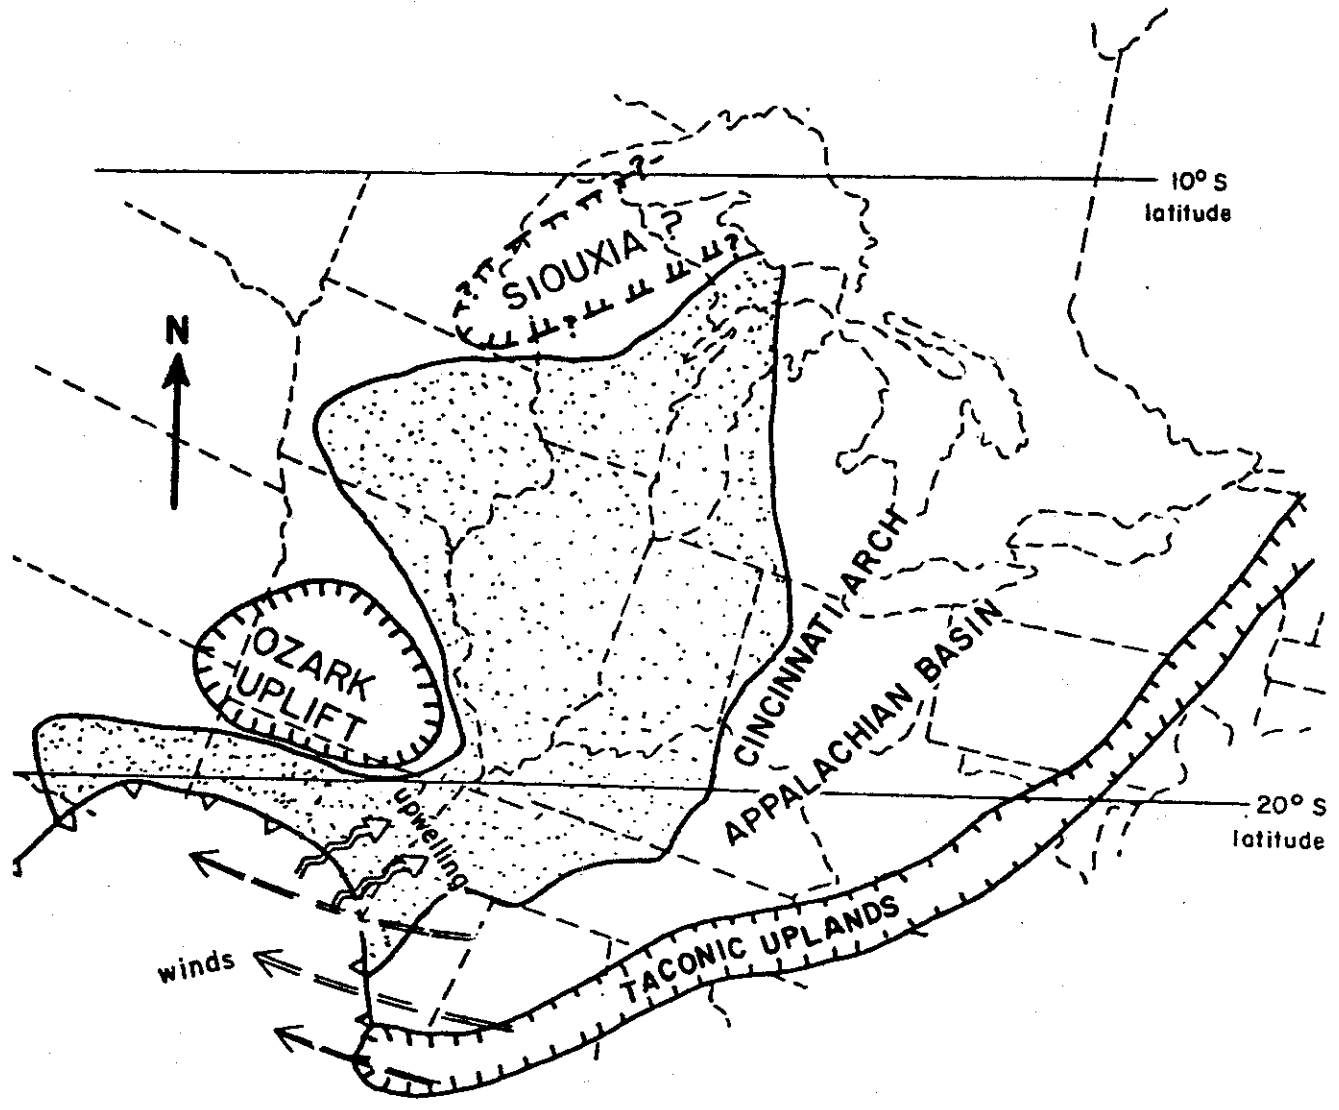 10° S
latitude
?
SIOUXIA ?
?
?
?
N
OZARK
UPLIFT
CINCINNATI ARCH
APPALACHIAN BASIN
upwelling
20° S
latitude
winds
TACONIC UPLANDS